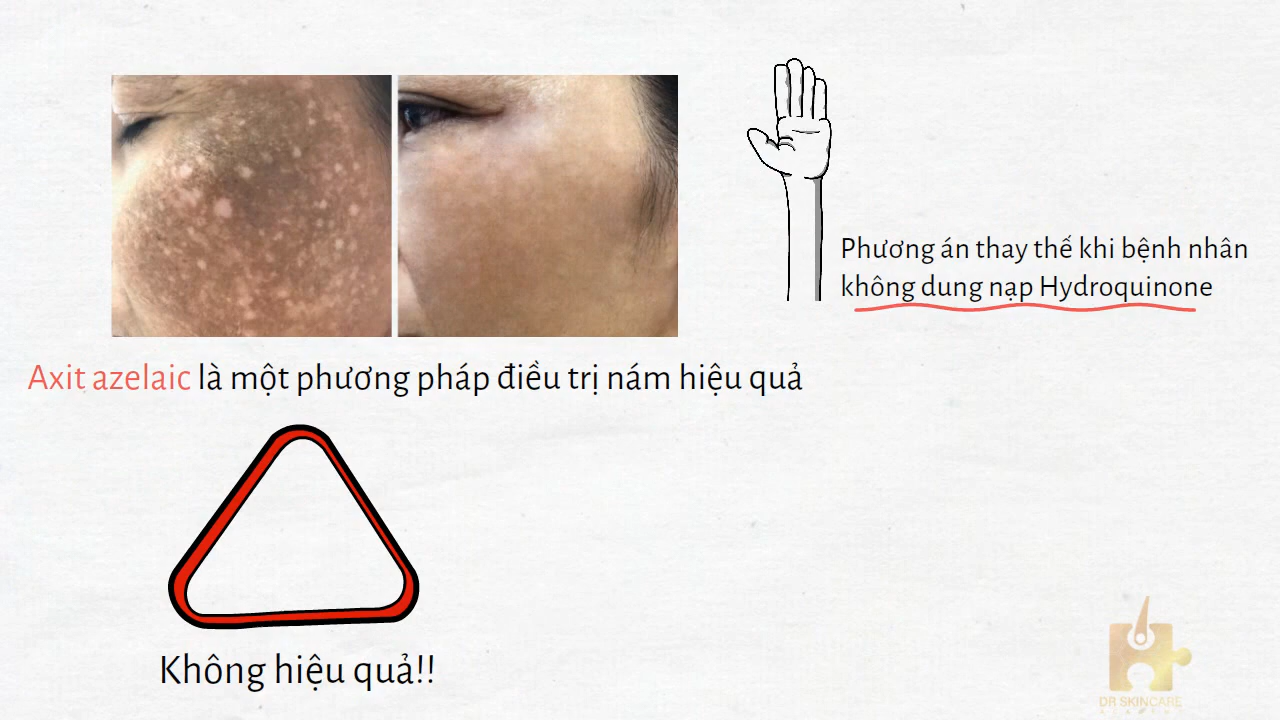 Phương án thay thế khi bệnh nhân
không dung nạp Hydroquinone
Axit azelaic là một phương pháp điều trị nám hiệu quả
Không hiệu quả!!
DR SKINCARE